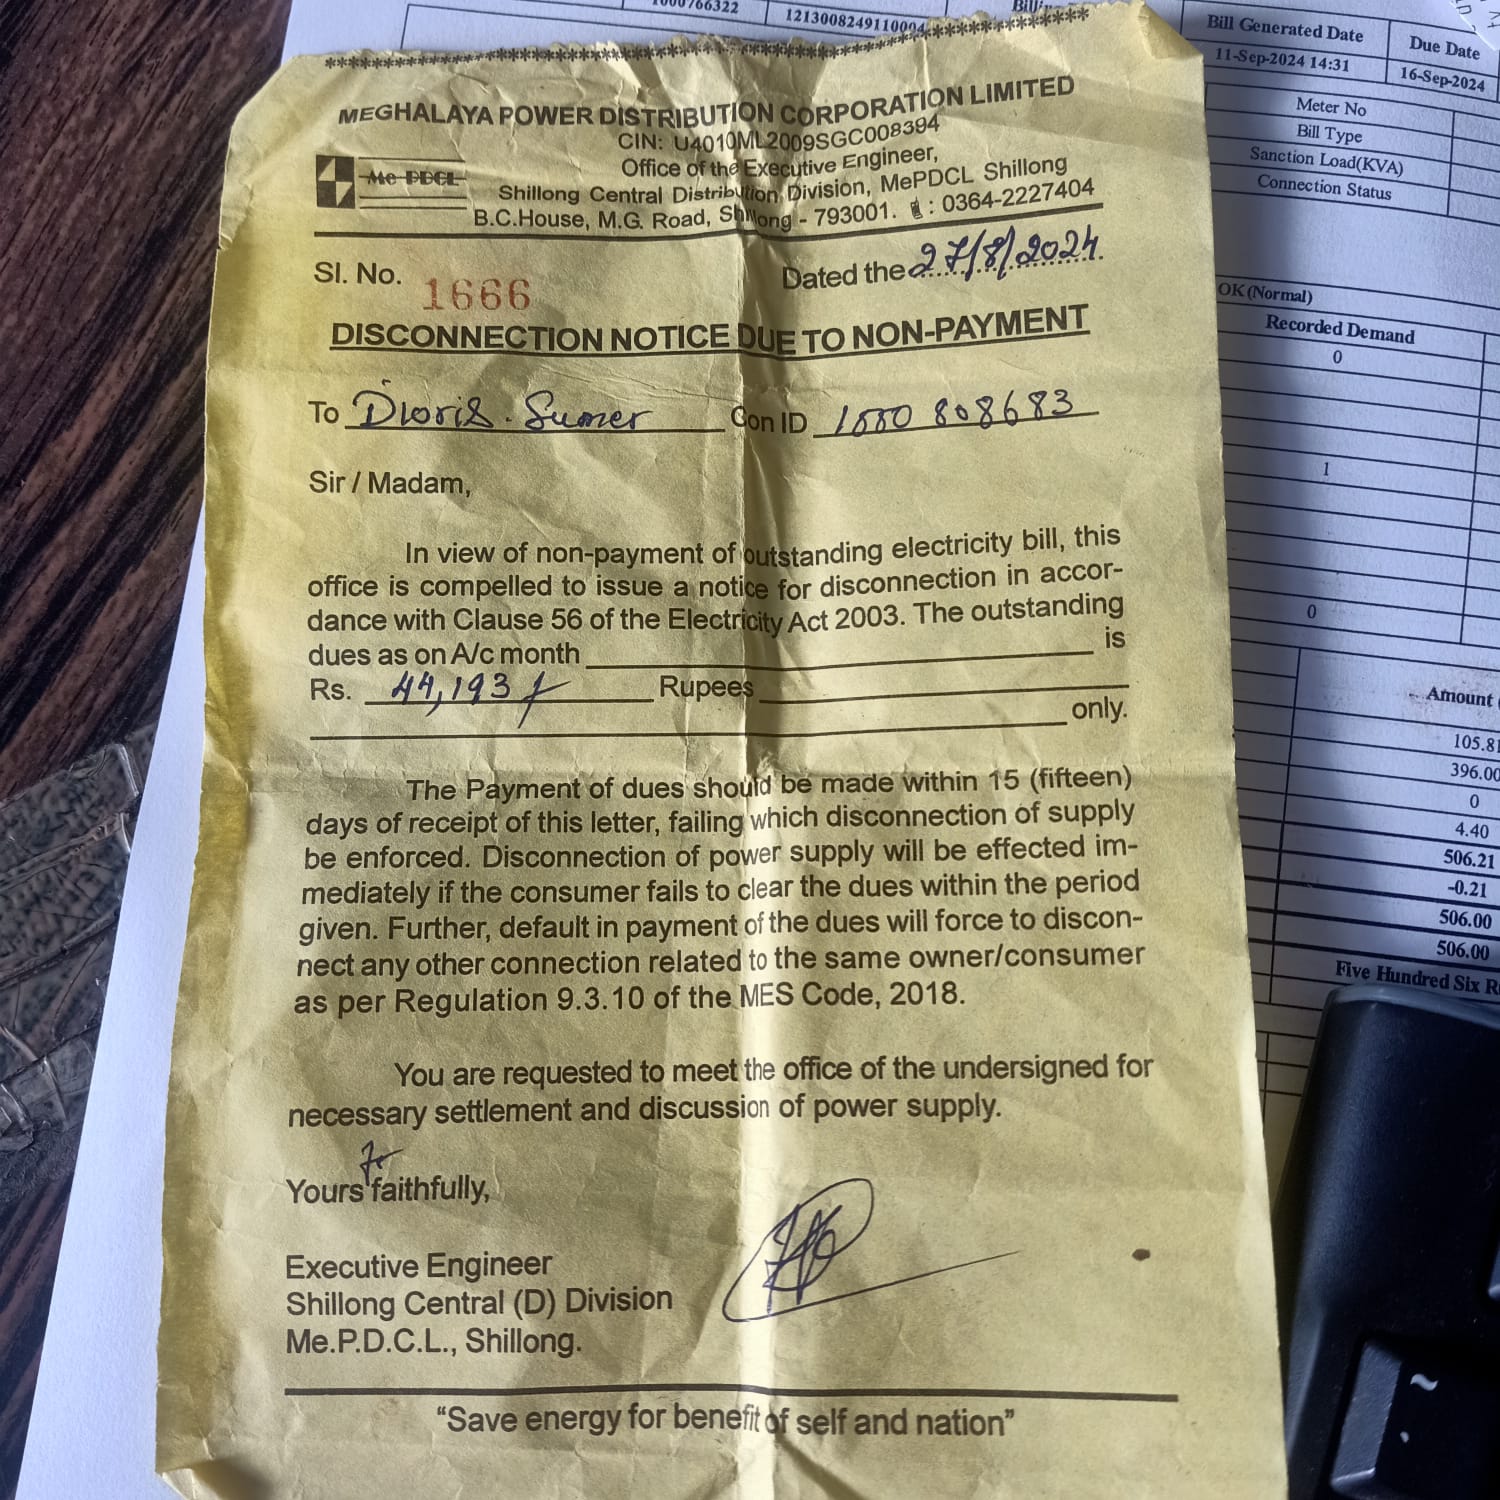 1000766322
1213008249110004
Bill Generated Date
Due Date
11-Sep-2024 14:31
16-Sep-2024
Meter No
Bill Type
Sanction Load(KVA)
Connection Status
OK(Normal)
Recorded Demand
0
1
0
Amount
105.81
396.00
0
4.40
506.21
-0.21
506.00
506.00
Five Hundred Six
MEGHALAYA POWER DISTRIBUTION CORPORATION LIMITED
CIN: U4010ML2009SGC008394
Me PDCL
Office of the Executive Engineer,
Shillong Central Distribution Division, MePDCL Shillong
B.C.House, M.G. Road, Shillong - 793001. : 0364-2227404
Sl. No. 1666
Dated the 27/8/2024
DISCONNECTION NOTICE DUE TO NON-PAYMENT
To Dloris. Sumer Con ID 1000 808683
Sir / Madam,
In view of non-payment of outstanding electricity bill, this
office is compelled to issue a notice for disconnection in accor-
dance with Clause 56 of the Electricity Act 2003. The outstanding
dues as on A/c month is
Rs. 44,193/ Rupees
only.
The Payment of dues should be made within 15 (fifteen)
days of receipt of this letter, failing which disconnection of supply
be enforced. Disconnection of power supply will be effected im-
mediately if the consumer fails to clear the dues within the period
given. Further, default in payment of the dues will force to discon-
nect any other connection related to the same owner/consumer
as per Regulation 9.3.10 of the MES Code, 2018.
You are requested to meet the office of the undersigned for
necessary settlement and discussion of power supply.
for
Yours faithfully,
Executive Engineer
Shillong Central (D) Division
Me.P.D.C.L., Shillong.
“Save energy for benefit of self and nation”